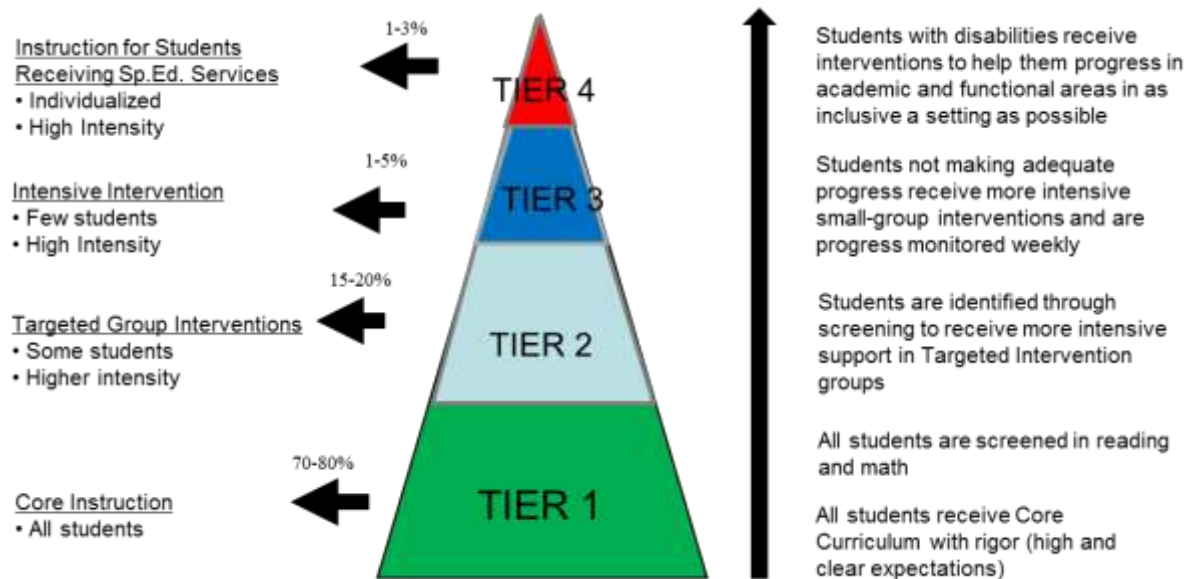 1-3%
Instruction for Students
Receiving Sp.Ed. Services
• Individualized
• High Intensity
TIER 4
Students with disabilities receive
interventions to help them progress in
academic and functional areas in as
inclusive a setting as possible
1-5%
Intensive Intervention
• Few students
• High Intensity
TIER 3
Students not making adequate
progress receive more intensive
small-group interventions and are
progress monitored weekly
15-20%
Targeted Group Interventions
• Some students
• Higher intensity
TIER 2
Students are identified through
screening to receive more intensive
support in Targeted Intervention
groups
70-80%
Core Instruction
• All students
TIER 1
All students are screened in reading
and math
All students receive Core
Curriculum with rigor (high and
clear expectations)